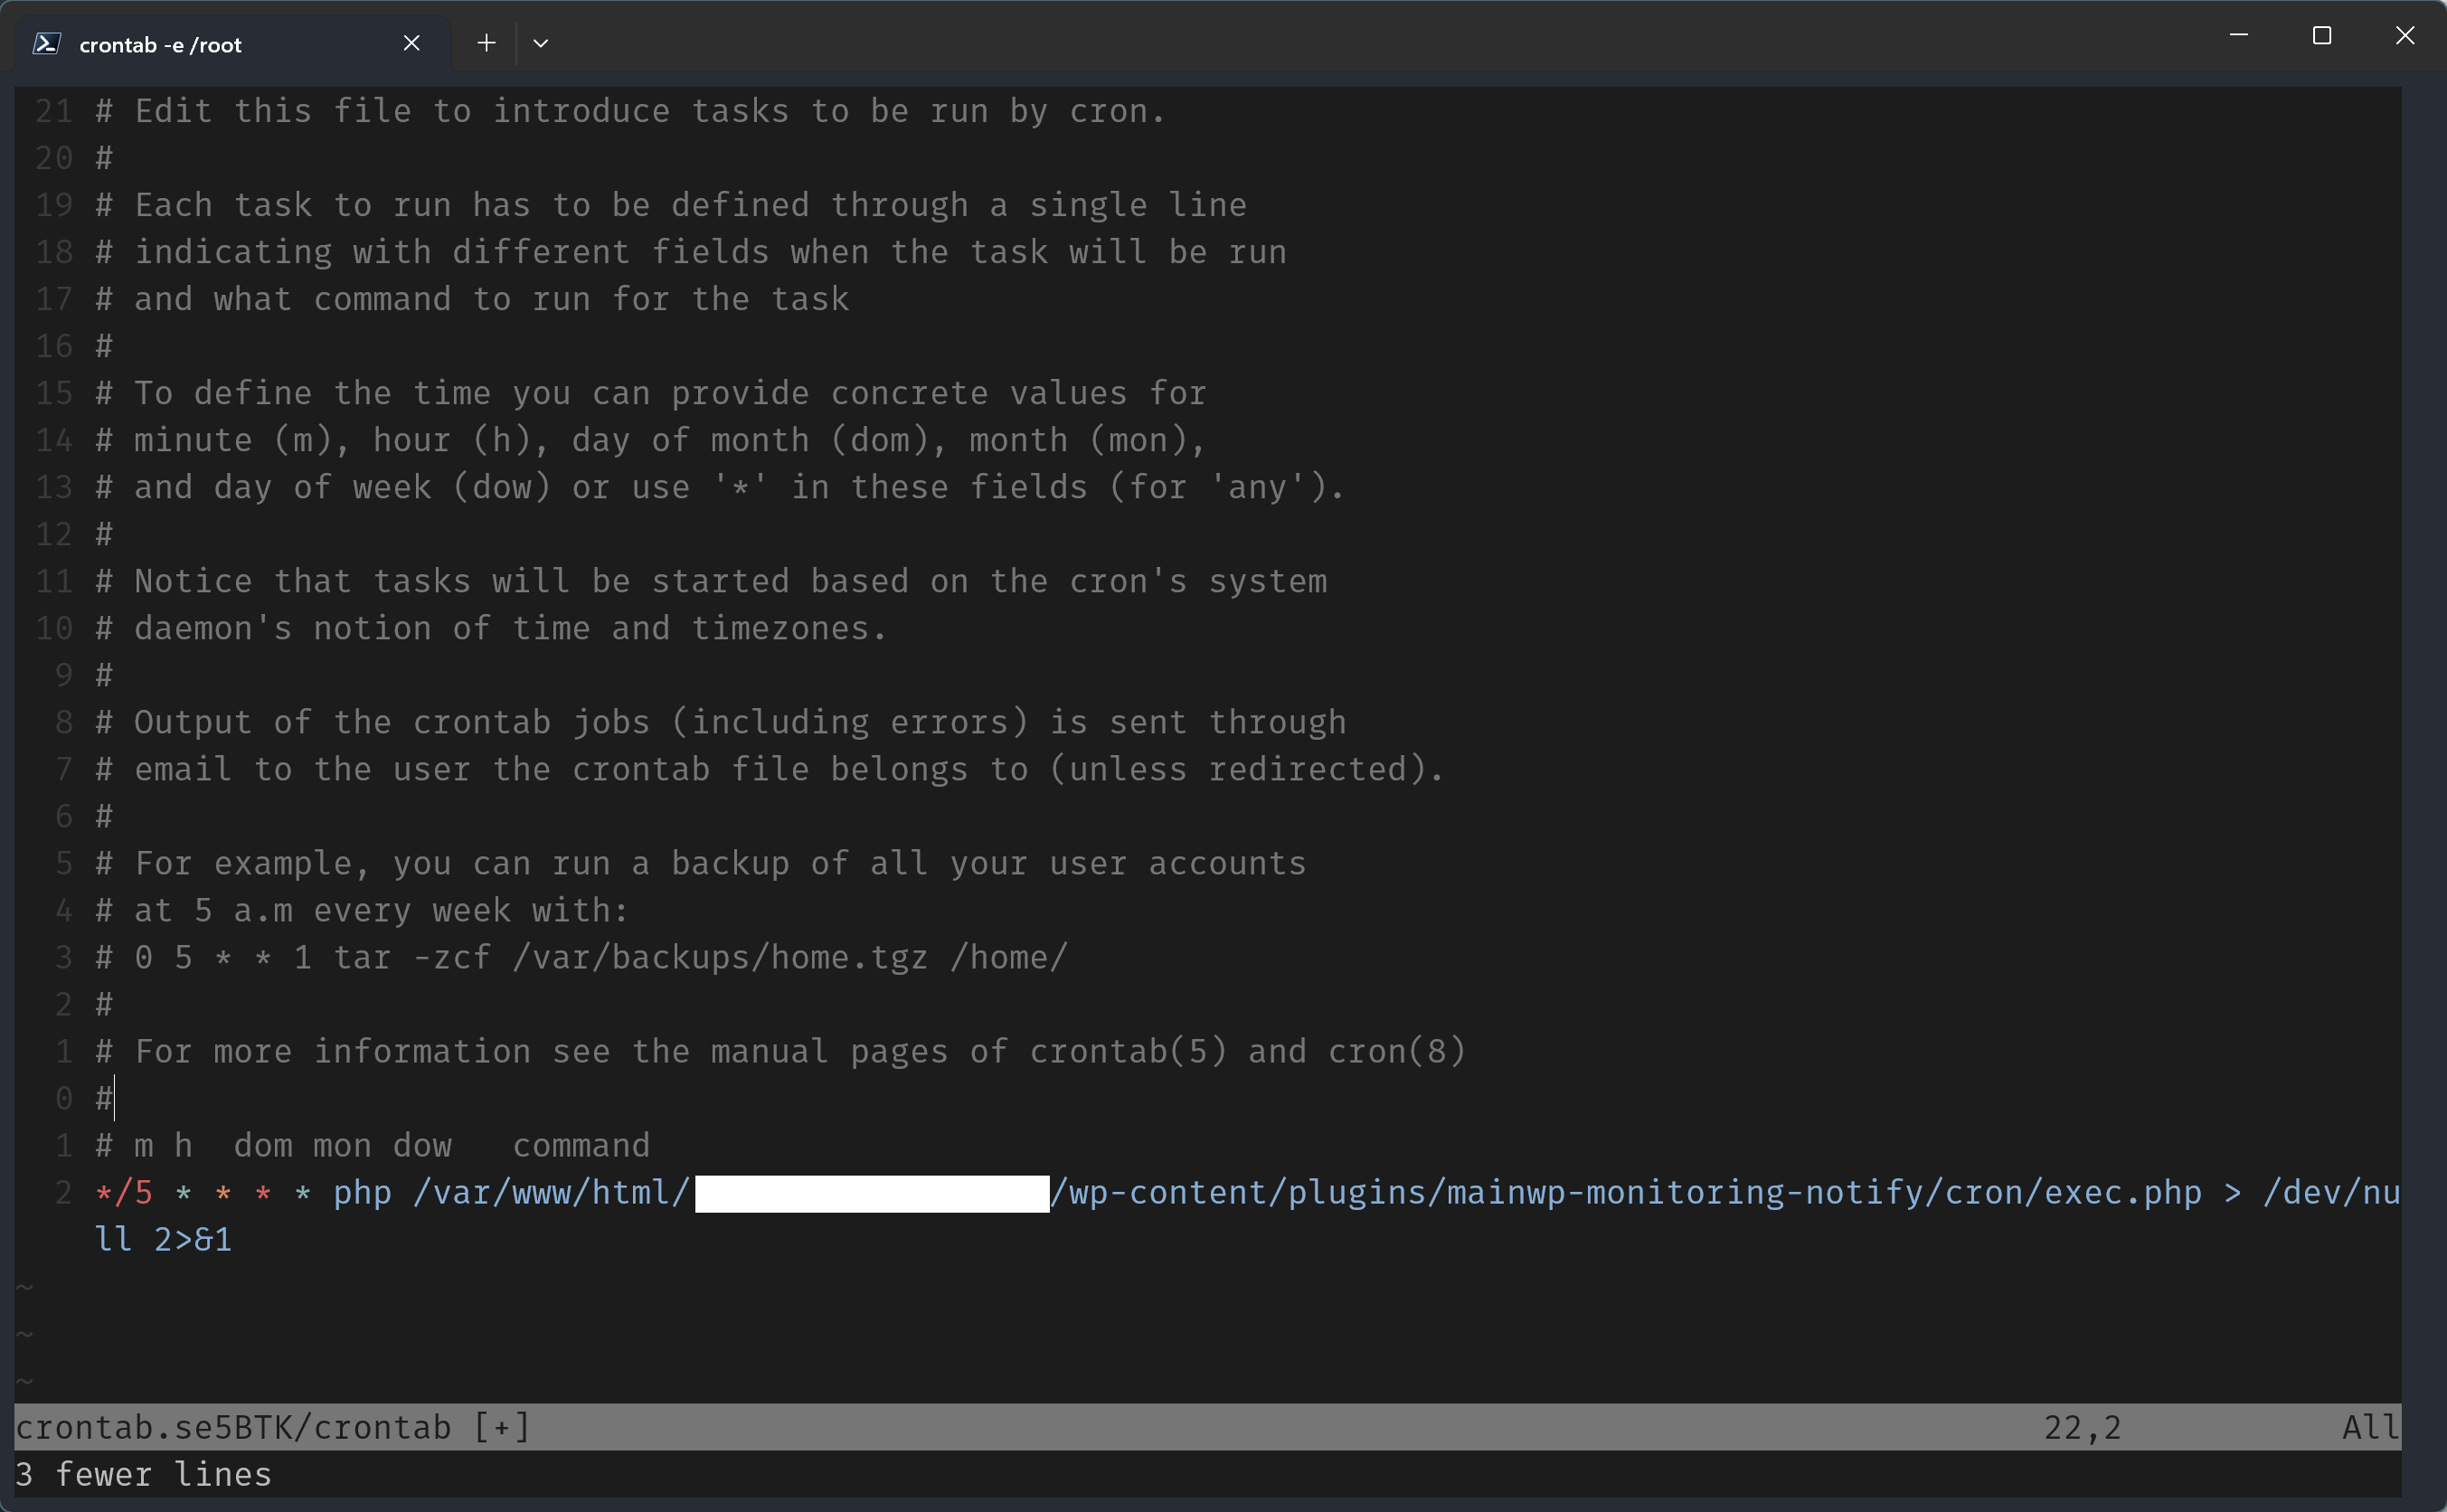 crontab -e /root
21 # Edit this file to introduce tasks to be run by cron.
20 #
19 # Each task to run has to be defined through a single line
18 # indicating with different fields when the task will be run
17 # and what command to run for the task
16 #
15 # To define the time you can provide concrete values for
14 # minute (m), hour (h), day of month (dom), month (mon),
13 # and day of week (dow) or use '*' in these fields (for 'any').
12 #
11 # Notice that tasks will be started based on the cron's system
10 # daemon's notion of time and timezones.
9 #
8 # Output of the crontab jobs (including errors) is sent through
7 # email to the user the crontab file belongs to (unless redirected).
6 #
5 # For example, you can run a backup of all your user accounts
4 # at 5 a.m every week with:
3 # 0 5 * * 1 tar -zcf /var/backups/home.tgz /home/
2 #
1 # For more information see the manual pages of crontab(5) and cron(8)
0 #
1 # m h  dom mon dow   command
2 */5 * * * * php /var/www/html/ /wp-content/plugins/mainwp-monitoring-notify/cron/exec.php > /dev/nu
ll 2>&1
~
~
~
crontab.se5BTK/crontab [+] 22,2 All
3 fewer lines